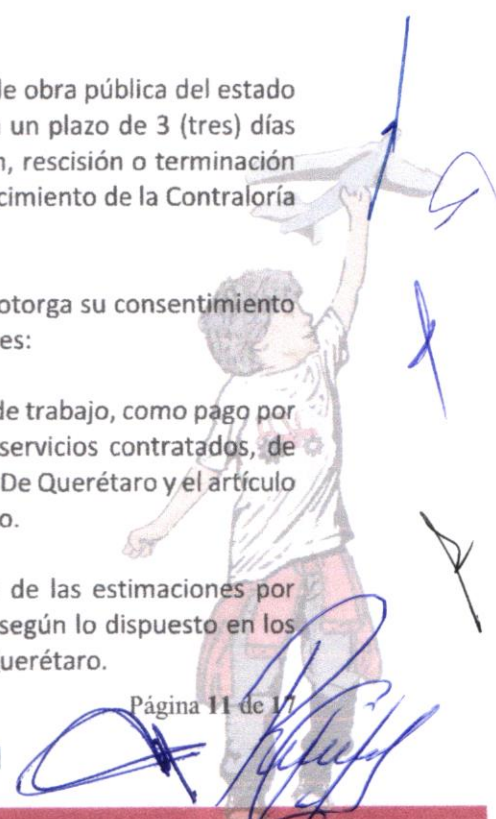 de obra pública del estado
un plazo de 3 (tres) días
, rescisión o terminación
cimiento de la Contraloría
otorga su consentimiento
es:
de trabajo, como pago por
servicios contratados, de
De Querétaro y el artículo
o.
de las estimaciones por
según lo dispuesto en los
uerétaro.
Página 11 de 17